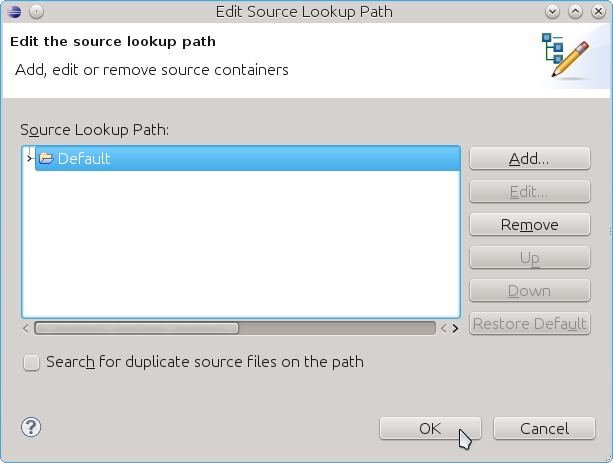 Edit Source Lookup Path
Edit the source lookup path
Add, edit or remove source containers
Source Lookup Path:
Default
Add...
Edit...
Remove
Up
Down
Restore Default
Search for duplicate source files on the path
?
OK
Cancel